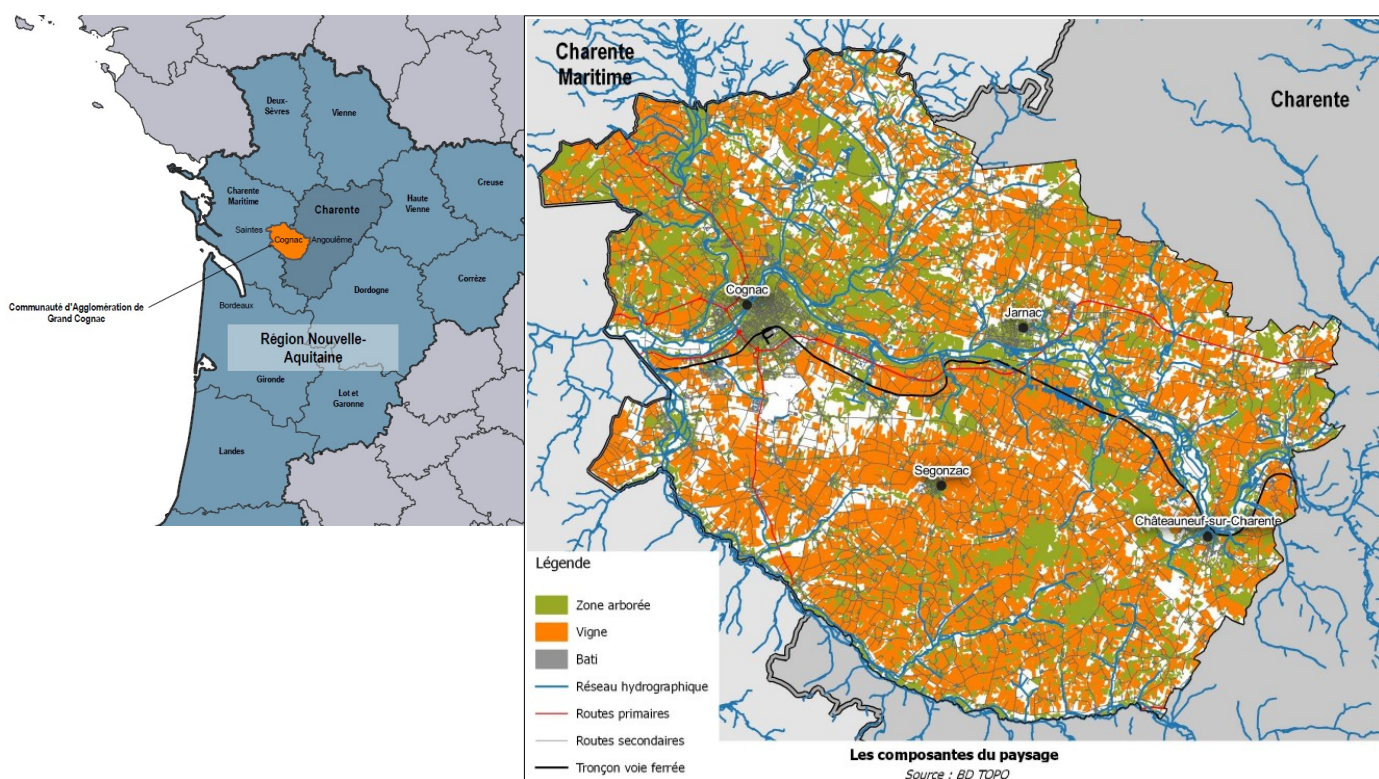 Deux-
Sèvres
Vienne
Charente
Maritime
Charente
Haute
Vienne
Creuse
Saintes
Cognac
Angoulême
Corrèze
Dordogne
Communauté d'Agglomération de
Grand Cognac
Bordeaux
Région Nouvelle-
Aquitaine
Gironde
Lot et
Garonne
Landes
Charente
Maritime
Charente
Cognac
Jarnac
Segonzac
Châteauneuf-sur-Charente
Légende
Zone arborée
Vigne
Bati
Réseau hydrographique
Routes primaires
Routes secondaires
Tronçon voie ferrée
Les composantes du paysage
Source : BD TOPO